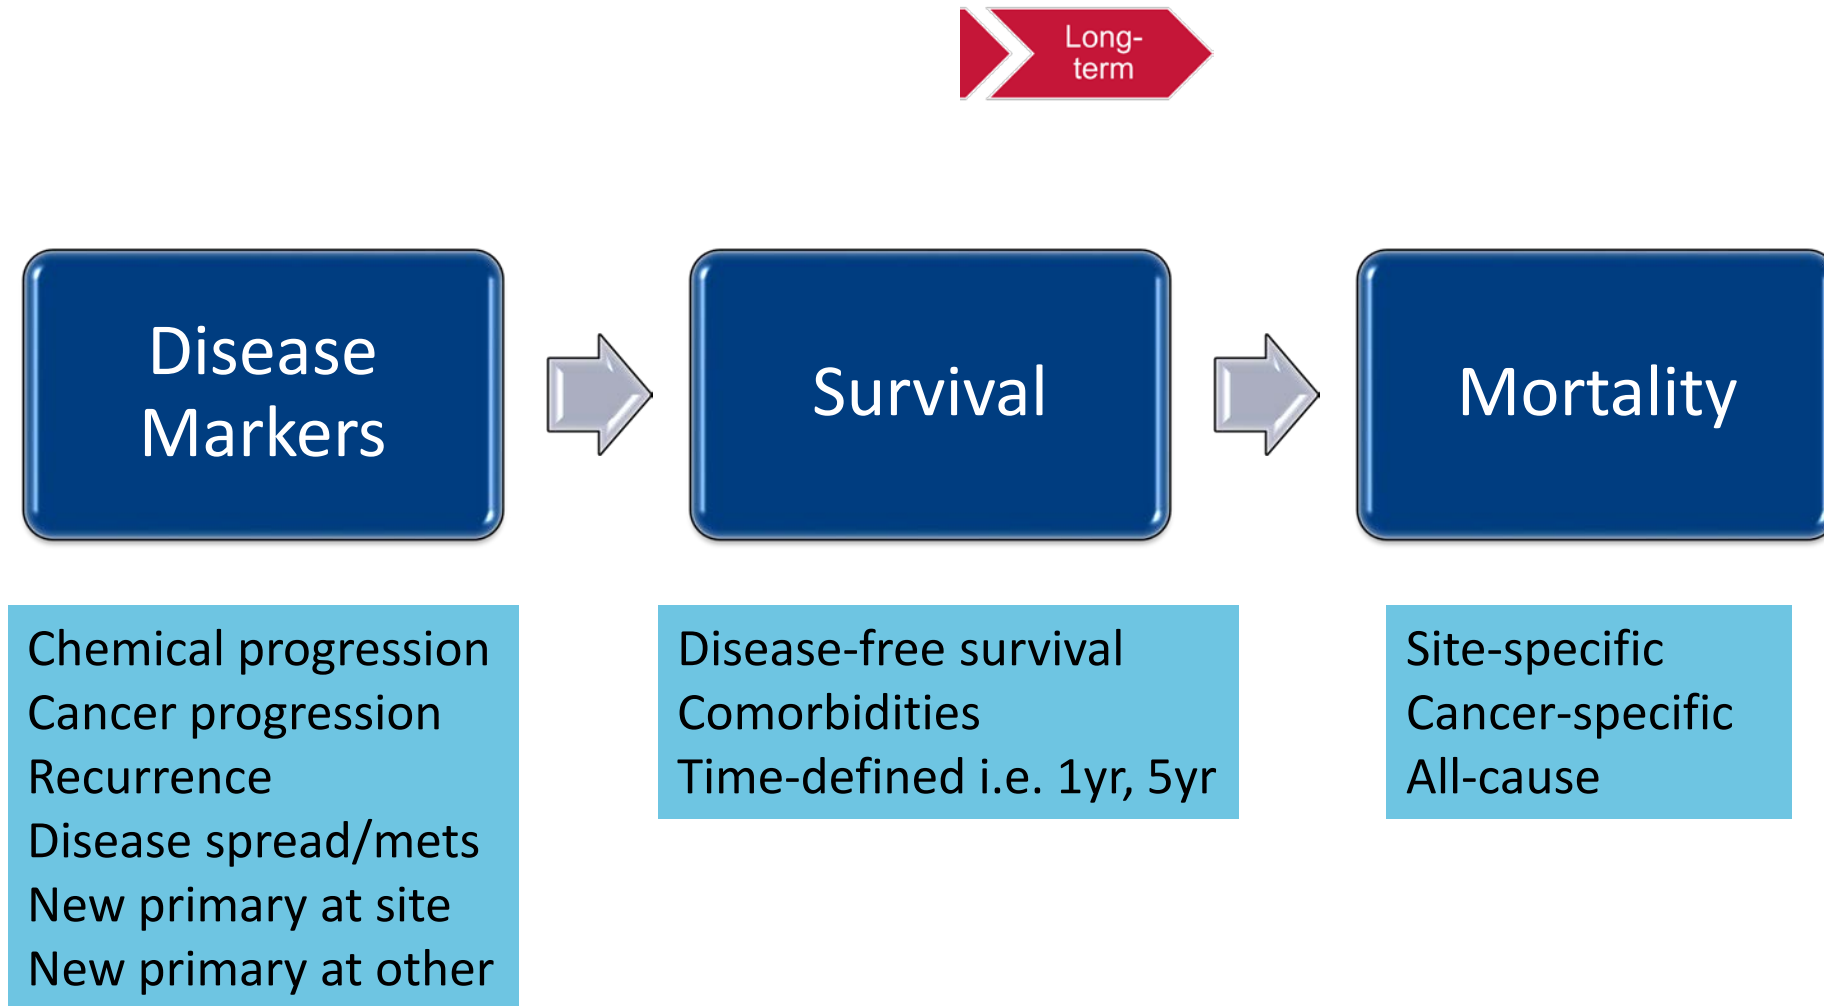 Long-
term
Disease
Markers
Survival
Mortality
Chemical progression
Cancer progression
Recurrence
Disease spread/mets
New primary at site
New primary at other
Disease-free survival
Comorbidities
Time-defined i.e. 1yr, 5yr
Site-specific
Cancer-specific
All-cause